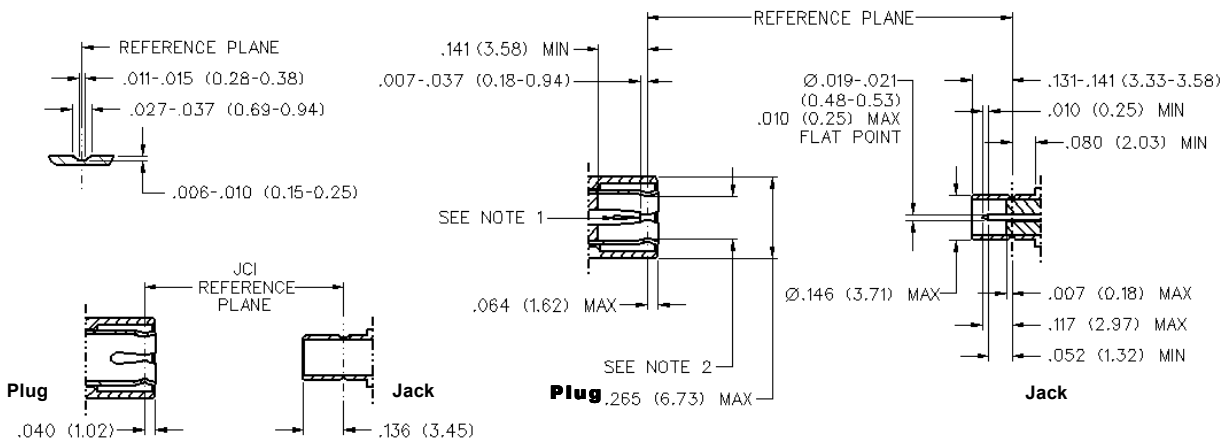 REFERENCE PLANE
.011-.015 (0.28-0.38)
.027-.037 (0.69-0.94)
.006-.010 (0.15-0.25)
JCI
REFERENCE
PLANE
Plug
Jack
.040 (1.02)
.136 (3.45)
REFERENCE PLANE
.141 (3.58) MIN
.007-.037 (0.18-0.94)
SEE NOTE 1
.064 (1.62) MAX
SEE NOTE 2
Plug
.265 (6.73) MAX
Ø.019-.021
(0.48-0.53)
.010 (0.25) MAX
FLAT POINT
.131-.141 (3.33-3.58)
.010 (0.25) MIN
.080 (2.03) MIN
Ø.146 (3.71) MAX
.007 (0.18) MAX
.117 (2.97) MAX
.052 (1.32) MIN
Jack